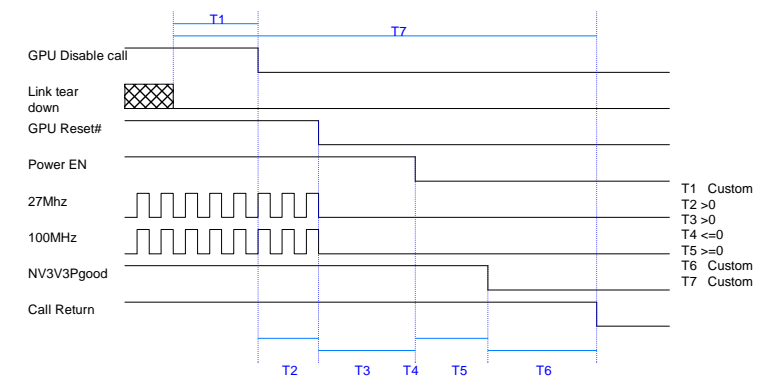 T1
T7
GPU Disable call
Link tear
down
GPU Reset#
Power EN
27Mhz
100MHz
NV3V3Pgood
Call Return
T1 Custom
T2 >0
T3 >0
T4 <=0
T5 >=0
T6 Custom
T7 Custom
T2 T3 T4 T5 T6